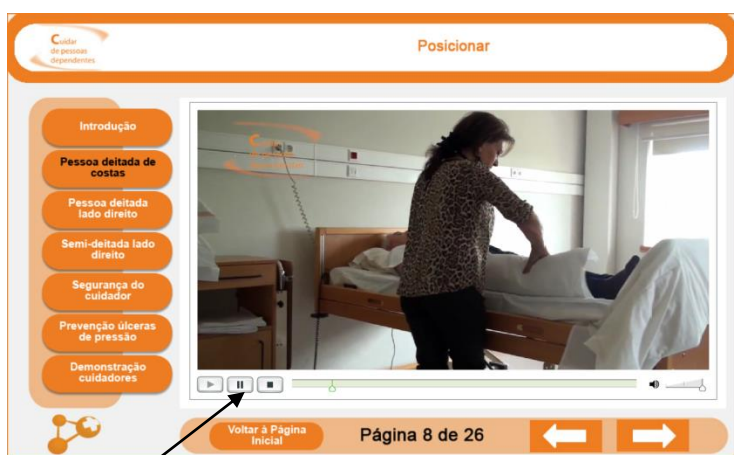 Cuidar
de pessoas
dependentes
Posicionar
Introdução
Pessoa deitada de
costas
Pessoa deitada
lado direito
Semi-deitada lado
direito
Segurança do
cuidador
Prevenção úlceras
de pressão
Demonstração
cuidadores
Voltar à Página
Inicial
Página 8 de 26